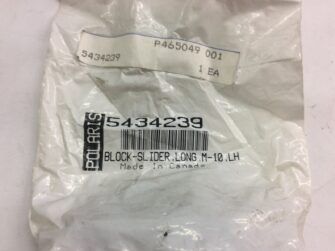 P465049 001
5434239
1 EA
POLARIS
5434239
BLOCK-SLIDER,LONG M-10,LH
Made In Canada